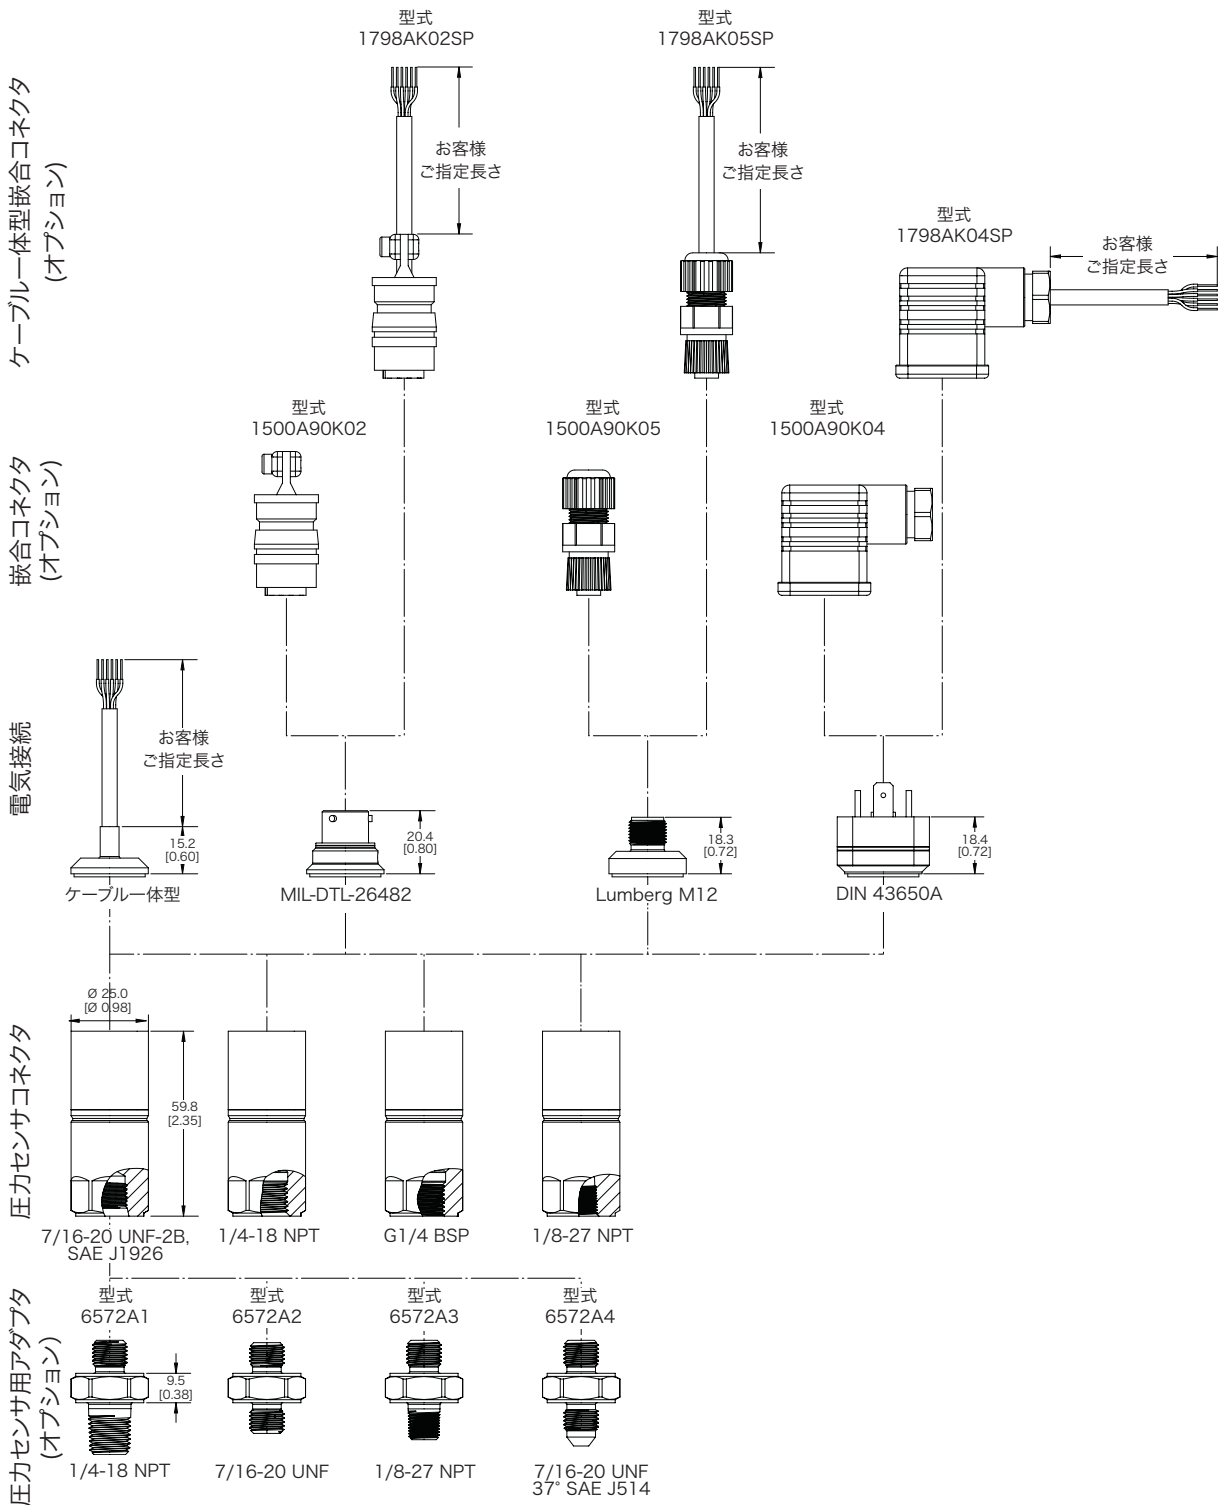 ケーブル一体型嵌合コネクタ
(オプション)
型式
1798AK02SP
お客様
ご指定長さ
型式
1798AK05SP
お客様
ご指定長さ
型式
1798AK04SP
お客様
ご指定長さ
嵌合コネクタ
(オプション)
型式
1500A90K02
型式
1500A90K05
型式
1500A90K04
電気接続
お客様
ご指定長さ
15.2
[0.60]
ケーブル一体型
20.4
[0.80]
MIL-DTL-26482
18.3
[0.72]
Lumberg M12
18.4
[0.72]
DIN 43650A
圧力センサコネクタ
Ø 25.0
[Ø 0.98]
59.8
[2.35]
7/16-20 UNF-2B,
SAE J1926
1/4-18 NPT
G1/4 BSP
1/8-27 NPT
圧力センサ用アダプタ
(オプション)
型式
6572A1
9.5
[0.38]
1/4-18 NPT
型式
6572A2
7/16-20 UNF
型式
6572A3
1/8-27 NPT
型式
6572A4
7/16-20 UNF
37° SAE J514